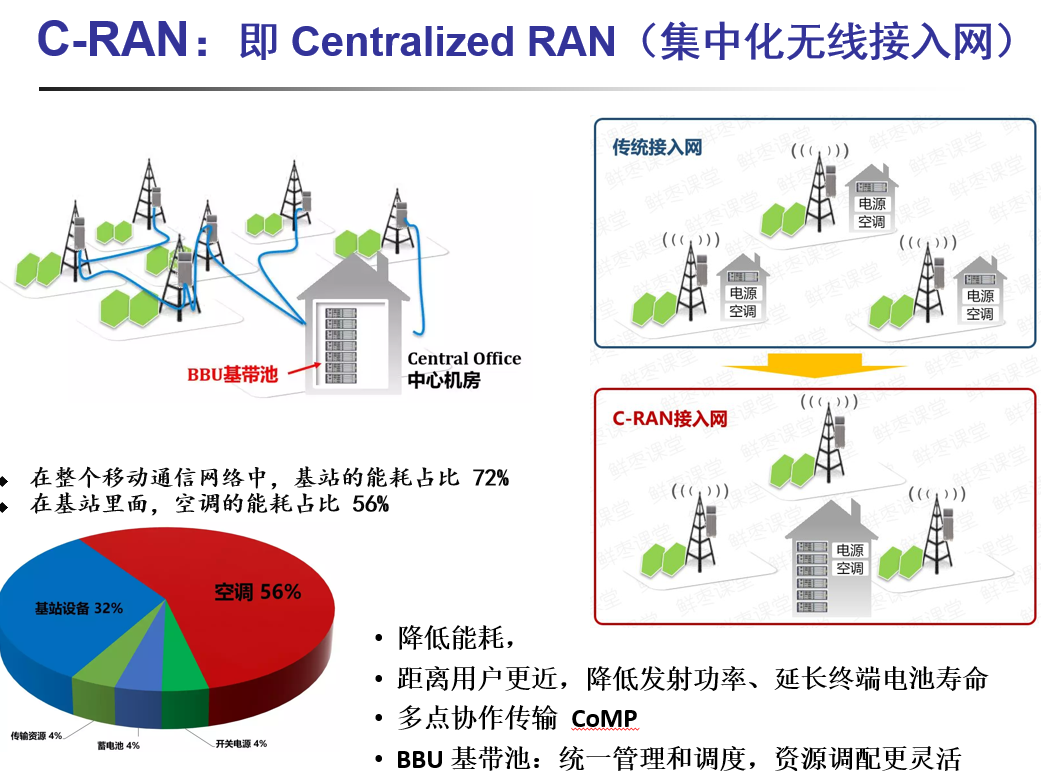 C-RAN：即 Centralized RAN（集中化无线接入网）
BBU基带池
Central Office
中心机房
传统接入网
电源
空调
电源
空调
电源
空调
C-RAN接入网
电源
空调
在整个移动通信网络中，基站的能耗占比 72%
在基站里面，空调的能耗占比 56%
空调 56%
基站设备 32%
传输资源 4%
蓄电池 4%
开关电源 4%
• 降低能耗，
• 距离用户更近，降低发射功率、延长终端电池寿命
• 多点协作传输 CoMP
• BBU 基带池：统一管理和调度，资源调配更灵活
鲜枣课堂